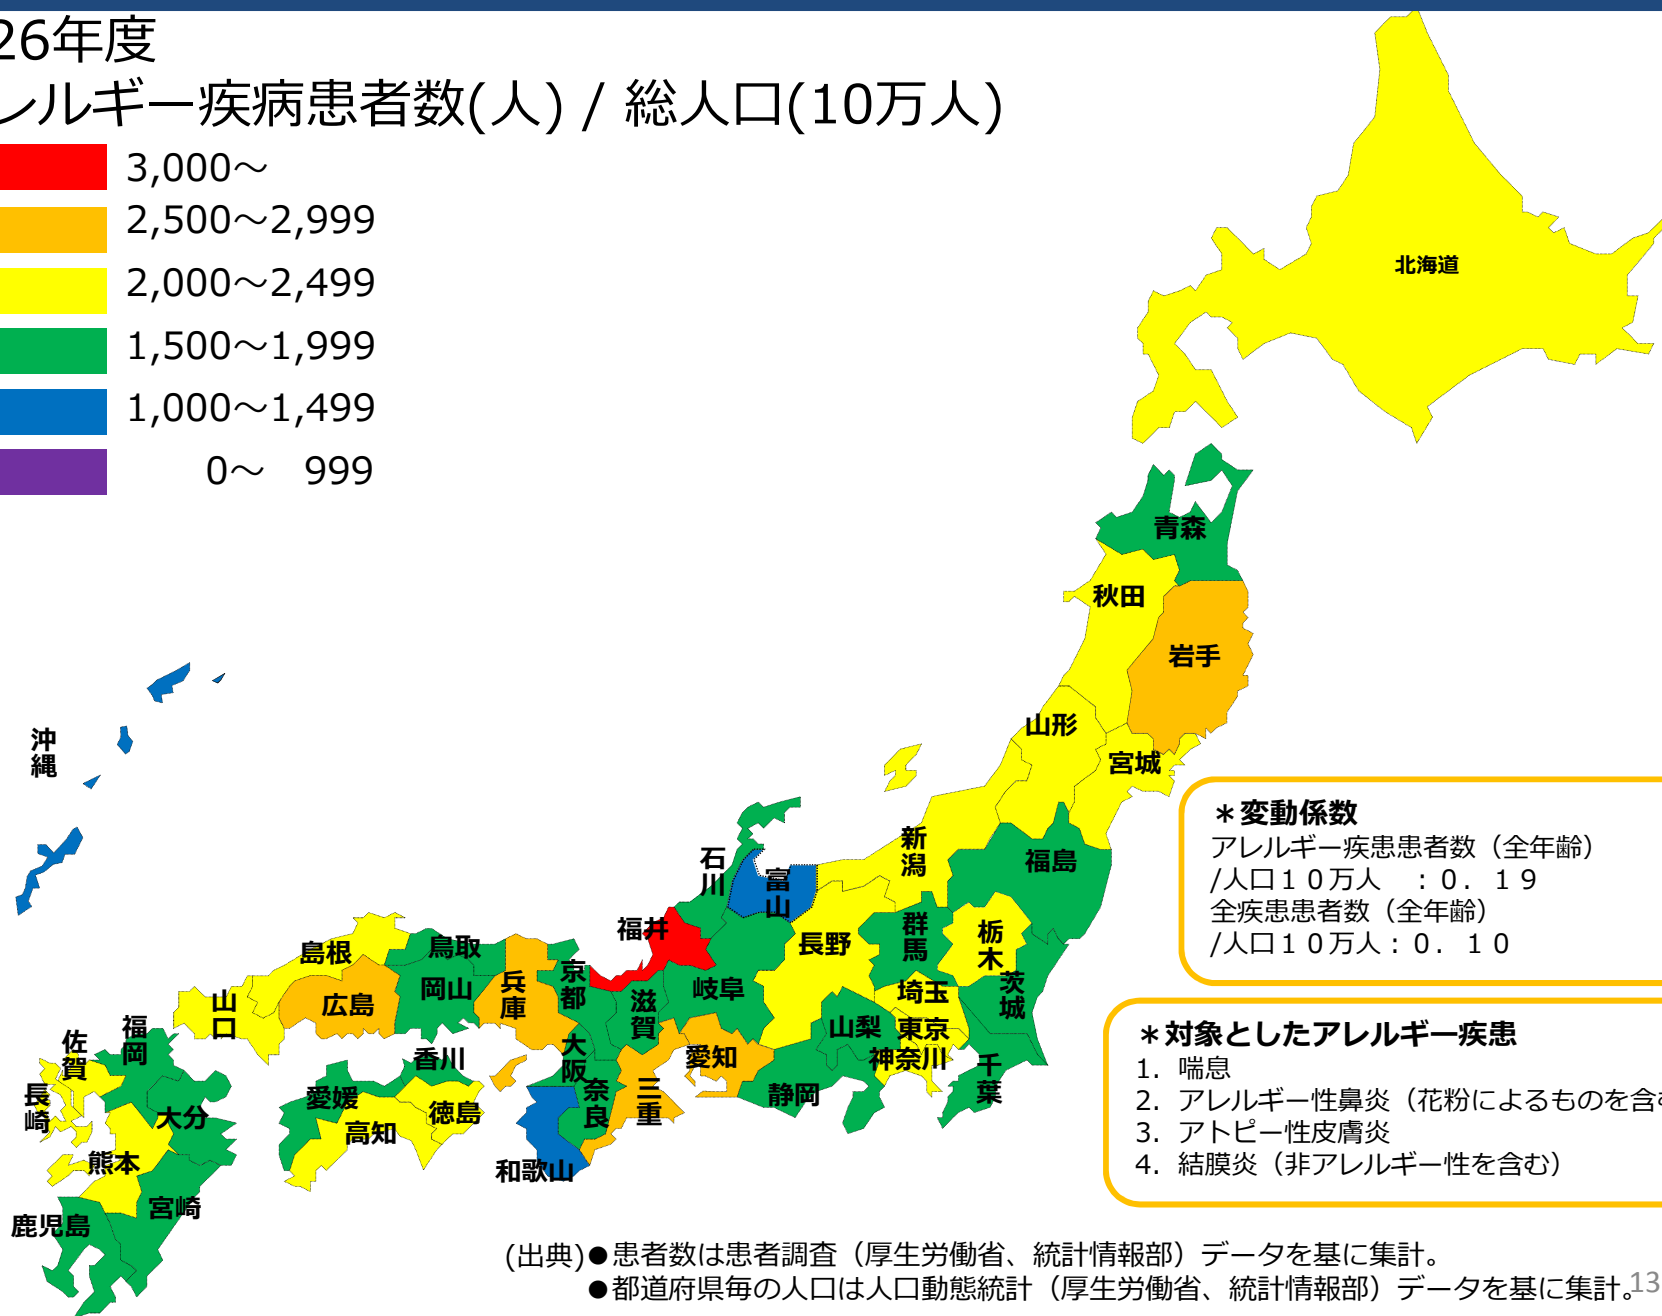 26年度
レルギー疾病患者数(人) / 総人口(10万人)
3,000～
2,500～2,999
2,000～2,499
1,500～1,999
1,000～1,499
0～ 999
北海道
青森
秋田
岩手
山形
宮城
沖縄
新潟
福島
石川
富山
群馬
栃木
福井
長野
島根
鳥取
京都
兵庫
岡山
広島
山口
滋賀
岐阜
埼玉
茨城
山梨
東京
神奈川
千葉
福岡
佐賀
長崎
大分
熊本
宮崎
鹿児島
香川
愛媛
徳島
高知
大阪
奈良
三重
愛知
静岡
和歌山
＊変動係数
アレルギー疾患患者数（全年齢）
/人口１０万人 ：０．１９
全疾患患者数（全年齢）
/人口１０万人：０．１０
＊対象としたアレルギー疾患
1. 喘息
2. アレルギー性鼻炎（花粉によるものを含
3. アトピー性皮膚炎
4. 結膜炎（非アレルギー性を含む）
(出典)●患者数は患者調査（厚生労働省、統計情報部）データを基に集計。
●都道府県毎の人口は人口動態統計（厚生労働省、統計情報部）データを基に集計。
13